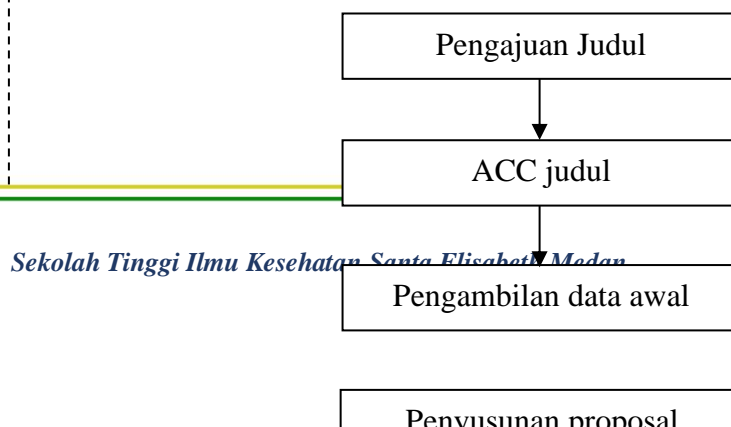 Pengajuan Judul
ACC judul
Sekolah Tinggi Ilmu Kesehatan Santa Elisabeth Medan
Pengambilan data awal
Penyusunan proposal